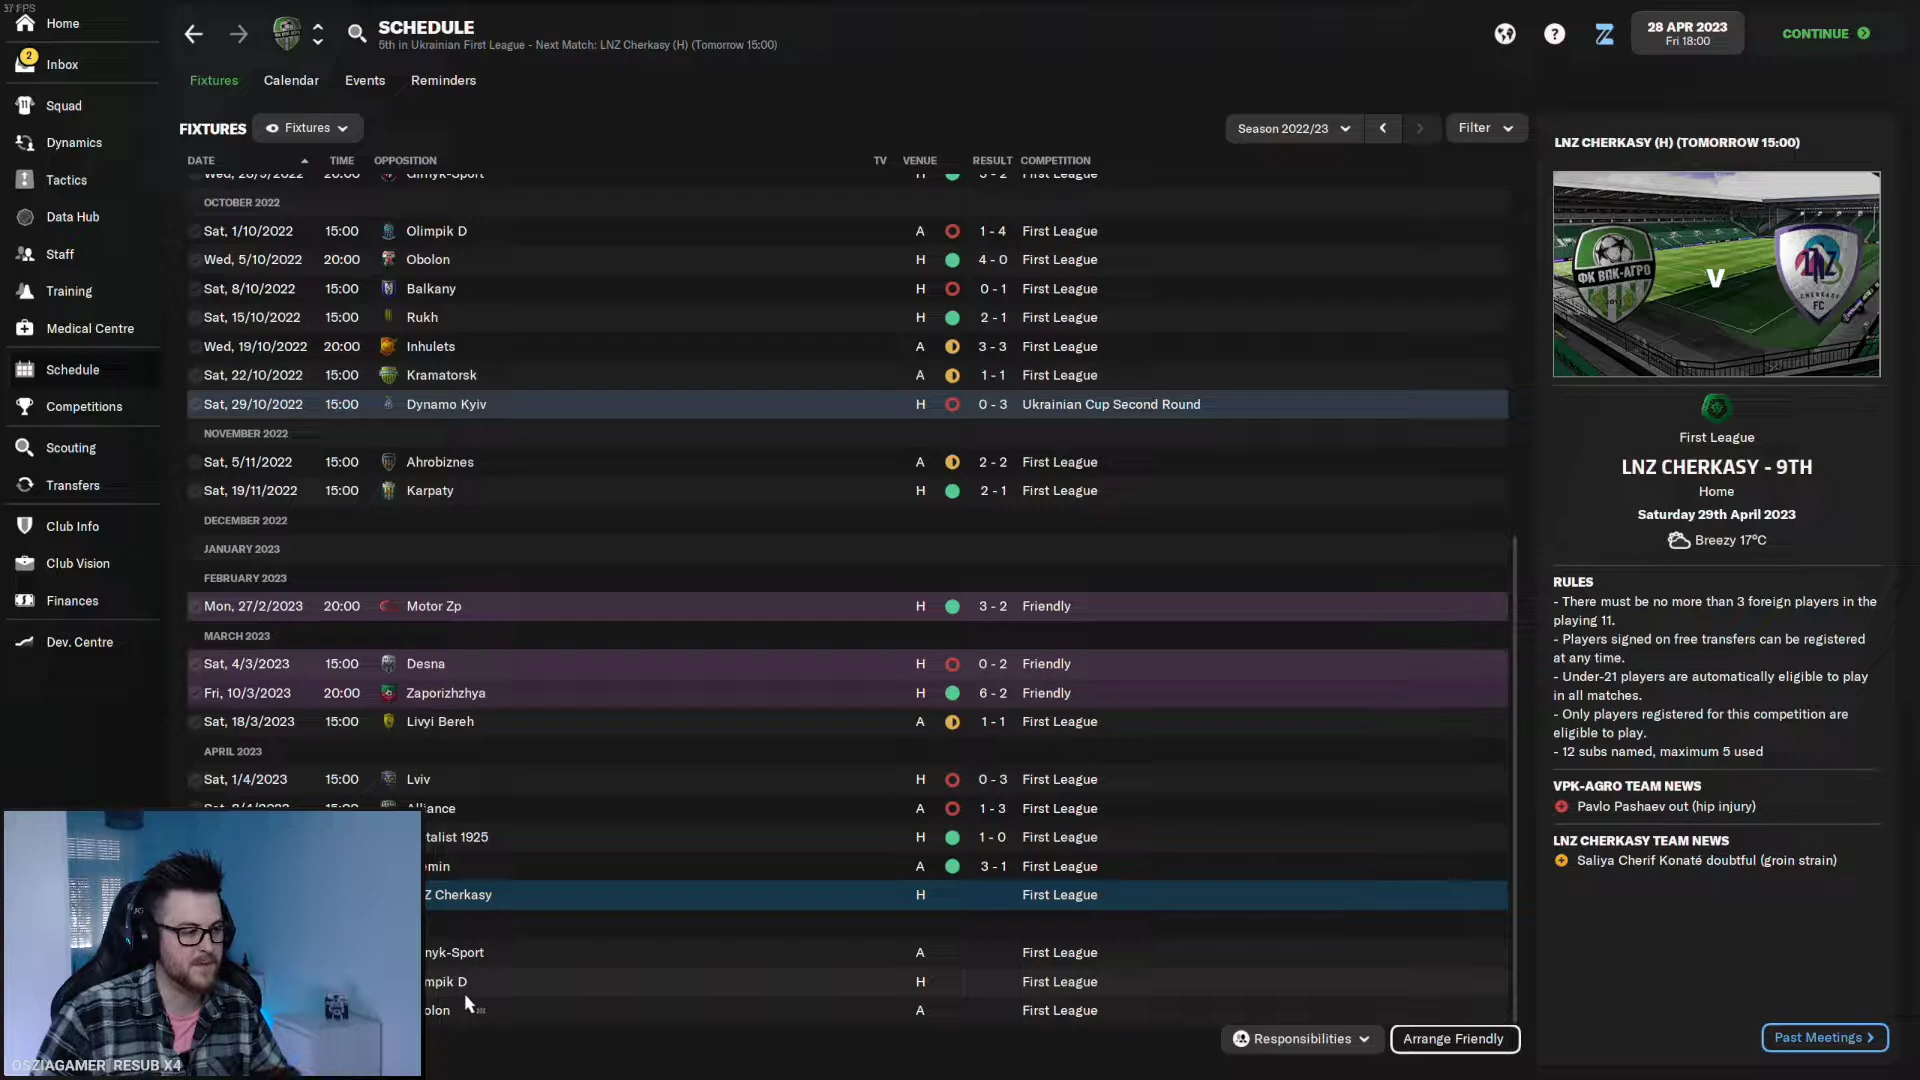 37 FPS
Home
2
Inbox
Squad
Dynamics
Tactics
Data Hub
Staff
Training
Medical Centre
Schedule
Competitions
Scouting
Transfers
Club Info
Club Vision
Finances
Dev. Centre
SCHEDULE
5th in Ukrainian First League - Next Match: LNZ Cherkasy (H) (Tomorrow 15:00)
28 APR 2023
Fri 18:00
CONTINUE
Fixtures Calendar Events Reminders
FIXTURES Fixtures Season 2022/23 Filter
DATE TIME OPPOSITION TV VENUE RESULT COMPETITION
OCTOBER 2022
Sat, 1/10/2022 15:00 Olimpik D A 1 - 4 First League
Wed, 5/10/2022 20:00 Obolon H 4 - 0 First League
Sat, 8/10/2022 15:00 Balkany H 0 - 1 First League
Sat, 15/10/2022 15:00 Rukh H 2 - 1 First League
Wed, 19/10/2022 20:00 Inhulets A 3 - 3 First League
Sat, 22/10/2022 15:00 Kramatorsk A 1 - 1 First League
Sat, 29/10/2022 15:00 Dynamo Kyiv H 0 - 3 Ukrainian Cup Second Round
NOVEMBER 2022
Sat, 5/11/2022 15:00 Ahrobiznes A 2 - 2 First League
Sat, 19/11/2022 15:00 Karpaty H 2 - 1 First League
DECEMBER 2022
JANUARY 2023
FEBRUARY 2023
Mon, 27/2/2023 20:00 Motor Zp H 3 - 2 Friendly
MARCH 2023
Sat, 4/3/2023 15:00 Desna H 0 - 2 Friendly
Fri, 10/3/2023 20:00 Zaporizhzhya H 6 - 2 Friendly
Sat, 18/3/2023 15:00 Livyi Bereh A 1 - 1 First League
APRIL 2023
Sat, 1/4/2023 15:00 Lviv H 0 - 3 First League
Alliance A 1 - 3 First League
talist 1925 H 1 - 0 First League
emin A 3 - 1 First League
Z Cherkasy H First League
nyk-Sport A First League
mpik D H First League
olon A First League
Responsibilities Arrange Friendly
LNZ CHERKASY (H) (TOMORROW 15:00)
ФК ВПК-АГРО
V
LNZ
CHERKASY
FC
First League
LNZ CHERKASY - 9TH
Home
Saturday 29th April 2023
Breezy 17°C
RULES
- There must be no more than 3 foreign players in the
playing 11.
- Players signed on free transfers can be registered
at any time.
- Under-21 players are automatically eligible to play
in all matches.
- Only players registered for this competition are
eligible to play.
- 12 subs named, maximum 5 used
VPK-AGRO TEAM NEWS
Pavlo Pashaev out (hip injury)
LNZ CHERKASY TEAM NEWS
Saliya Cherif Konaté doubtful (groin strain)
Past Meetings
OSZIAGAMER RESUB X4